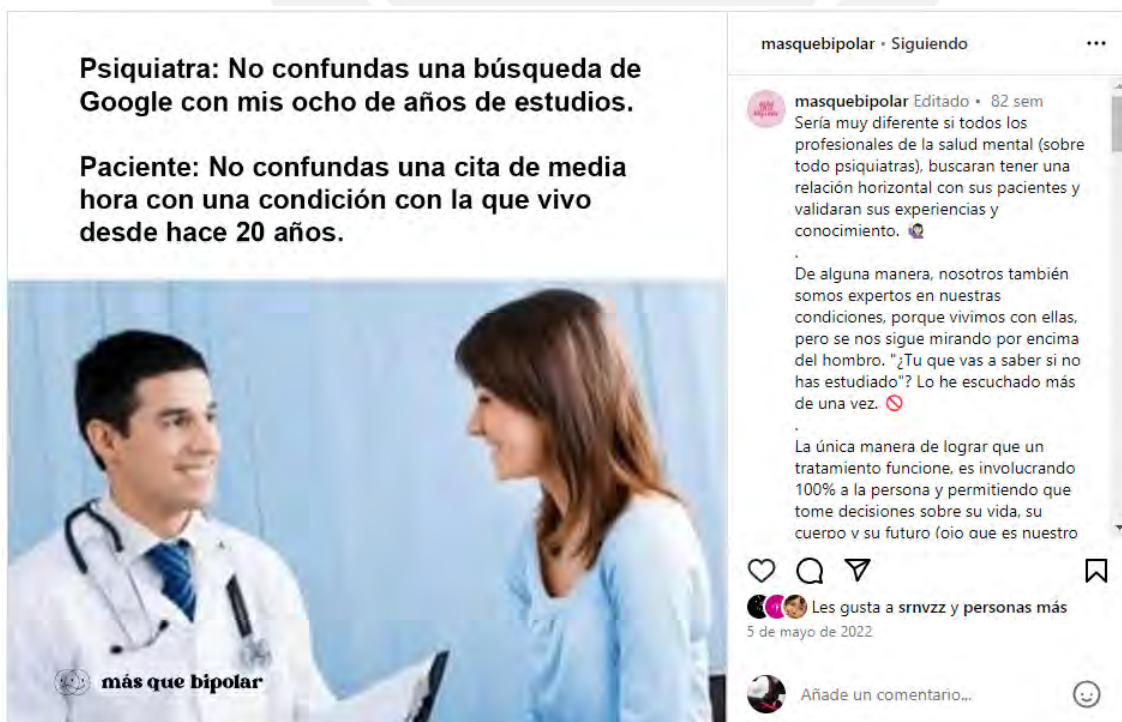 Psiquiatra: No confundas una búsqueda de
Google con mis ocho de años de estudios.
Paciente: No confundas una cita de media
hora con una condición con la que vivo
desde hace 20 años.
más que bipolar
masquebipolar • Siguiendo
masquebipolar Editado • 82 sem
Sería muy diferente si todos los
profesionales de la salud mental (sobre
todo psiquiatras), buscaran tener una
relación horizontal con sus pacientes y
validaran sus experiencias y
conocimiento. 🙋🏻‍♀️
.
De alguna manera, nosotros también
somos expertos en nuestras
condiciones, porque vivimos con ellas,
pero se nos sigue mirando por encima
del hombro. "¿Tu que vas a saber si no
has estudiado"? Lo he escuchado más
de una vez. 🚫
.
La única manera de lograr que un
tratamiento funcione, es involucrando
100% a la persona y permitiendo que
tome decisiones sobre su vida, su
cuerpo y su futuro (ojo que es nuestro
Les gusta a srnvzz y personas más
5 de mayo de 2022
Añade un comentario...